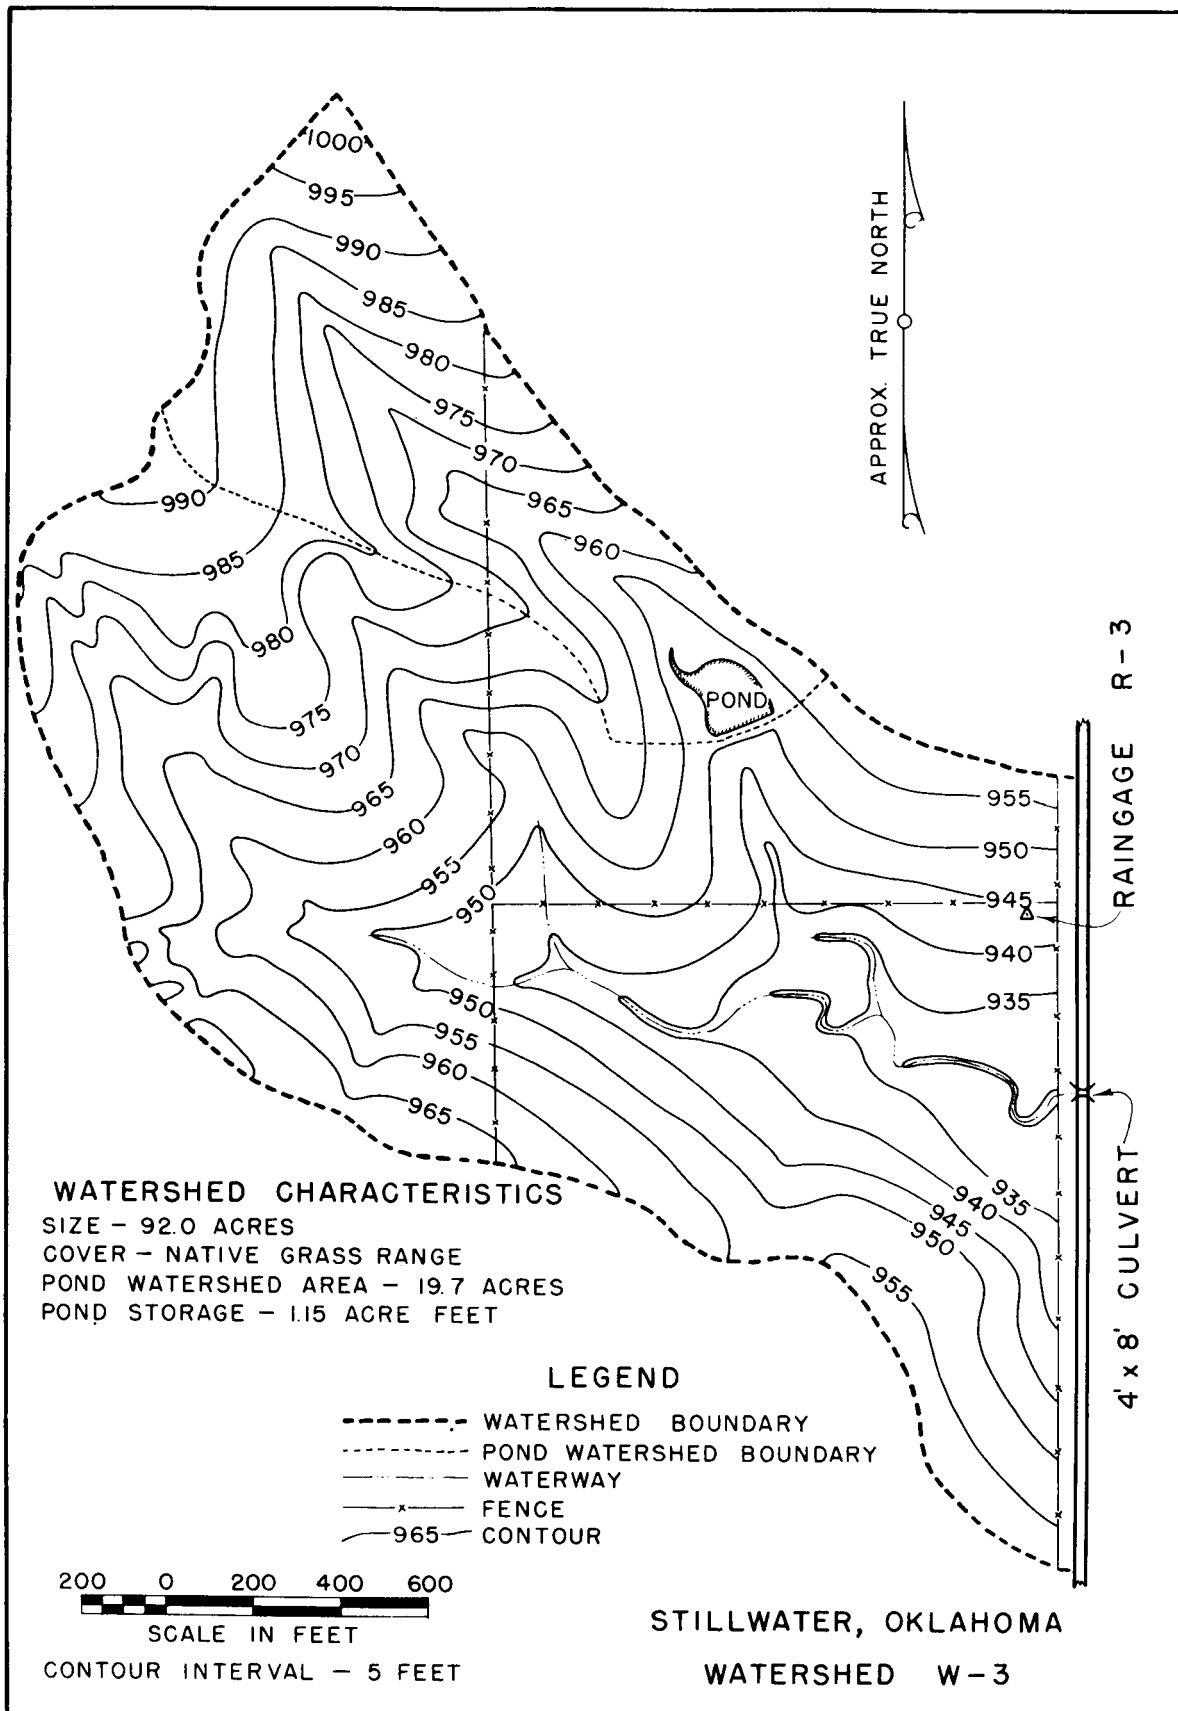 1000
995
990
985
980
975
970
965
960
990
985
980
975
970
965
960
955
950
POND
955
950
945
940
935
950
955
960
965
935
940
945
950
955
APPROX. TRUE NORTH
RAINGAGE R-3
4'x8' CULVERT
WATERSHED CHARACTERISTICS
SIZE - 92.0 ACRES
COVER - NATIVE GRASS RANGE
POND WATERSHED AREA - 19.7 ACRES
POND STORAGE - 1.15 ACRE FEET
LEGEND
WATERSHED BOUNDARY
POND WATERSHED BOUNDARY
WATERWAY
x FENCE
965 CONTOUR
200 0 200 400 600
SCALE IN FEET
CONTOUR INTERVAL - 5 FEET
STILLWATER, OKLAHOMA
WATERSHED W-3